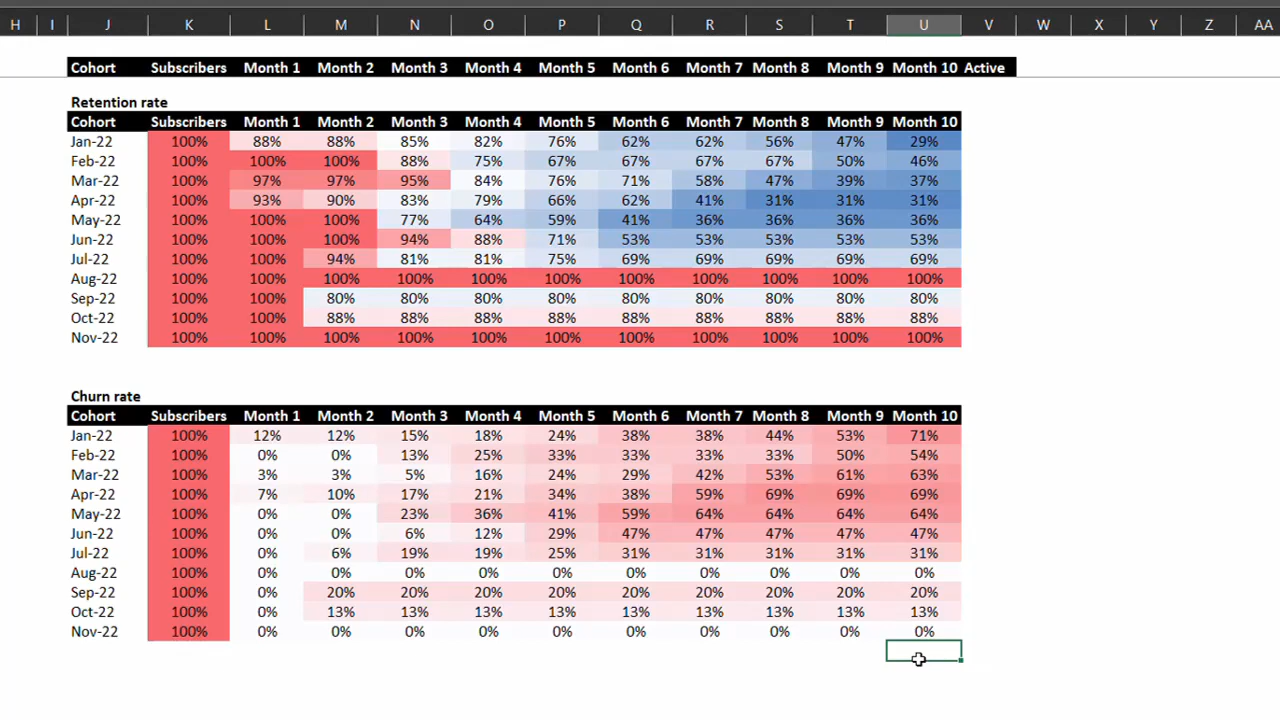 H I J K L M N O P Q R S T U V W X Y Z AA
Cohort Subscribers Month 1 Month 2 Month 3 Month 4 Month 5 Month 6 Month 7 Month 8 Month 9 Month 10 Active
Retention rate
Cohort Subscribers Month 1 Month 2 Month 3 Month 4 Month 5 Month 6 Month 7 Month 8 Month 9 Month 10
Jan-22 100% 88% 88% 85% 82% 76% 62% 62% 56% 47% 29%
Feb-22 100% 100% 100% 88% 75% 67% 67% 67% 67% 50% 46%
Mar-22 100% 97% 97% 95% 84% 76% 71% 58% 47% 39% 37%
Apr-22 100% 93% 90% 83% 79% 66% 62% 41% 31% 31% 31%
May-22 100% 100% 100% 77% 64% 59% 41% 36% 36% 36% 36%
Jun-22 100% 100% 100% 94% 88% 71% 53% 53% 53% 53% 53%
Jul-22 100% 100% 94% 81% 81% 75% 69% 69% 69% 69% 69%
Aug-22 100% 100% 100% 100% 100% 100% 100% 100% 100% 100% 100%
Sep-22 100% 100% 80% 80% 80% 80% 80% 80% 80% 80% 80%
Oct-22 100% 100% 88% 88% 88% 88% 88% 88% 88% 88% 88%
Nov-22 100% 100% 100% 100% 100% 100% 100% 100% 100% 100% 100%
Churn rate
Cohort Subscribers Month 1 Month 2 Month 3 Month 4 Month 5 Month 6 Month 7 Month 8 Month 9 Month 10
Jan-22 100% 12% 12% 15% 18% 24% 38% 38% 44% 53% 71%
Feb-22 100% 0% 0% 13% 25% 33% 33% 33% 33% 50% 54%
Mar-22 100% 3% 3% 5% 16% 24% 29% 42% 53% 61% 63%
Apr-22 100% 7% 10% 17% 21% 34% 38% 59% 69% 69% 69%
May-22 100% 0% 0% 23% 36% 41% 59% 64% 64% 64% 64%
Jun-22 100% 0% 0% 6% 12% 29% 47% 47% 47% 47% 47%
Jul-22 100% 0% 6% 19% 19% 25% 31% 31% 31% 31% 31%
Aug-22 100% 0% 0% 0% 0% 0% 0% 0% 0% 0% 0%
Sep-22 100% 0% 20% 20% 20% 20% 20% 20% 20% 20% 20%
Oct-22 100% 0% 13% 13% 13% 13% 13% 13% 13% 13% 13%
Nov-22 100% 0% 0% 0% 0% 0% 0% 0% 0% 0% 0%